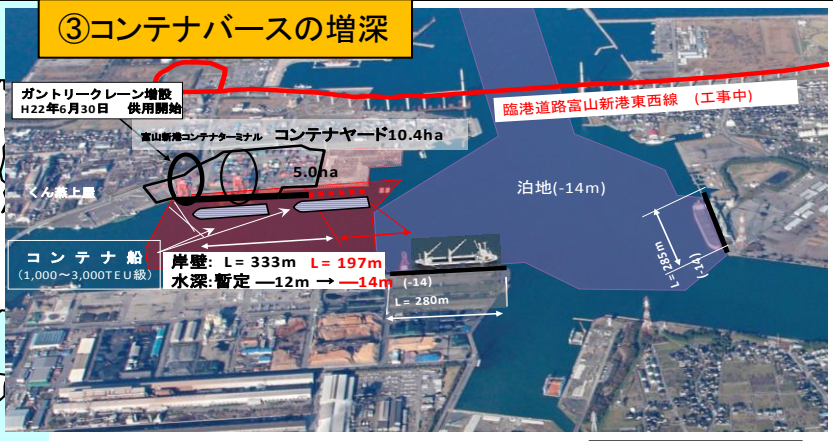 ③コンテナバースの増深
ガントリークレーン増設
H22年6月30日 供用開始
臨港道路富山新港東西線 (工事中)
富山新港コンテナターミナル コンテナヤード10.4ha
5.0ha
くん蒸上屋
泊地(-14m)
コンテナ船
(1,000~3,000TEU級)
岸壁: L= 333m L= 197m
水深:暫定 ―12m → ―14m
(-14)
L= 280m
L= 285m
(-14)